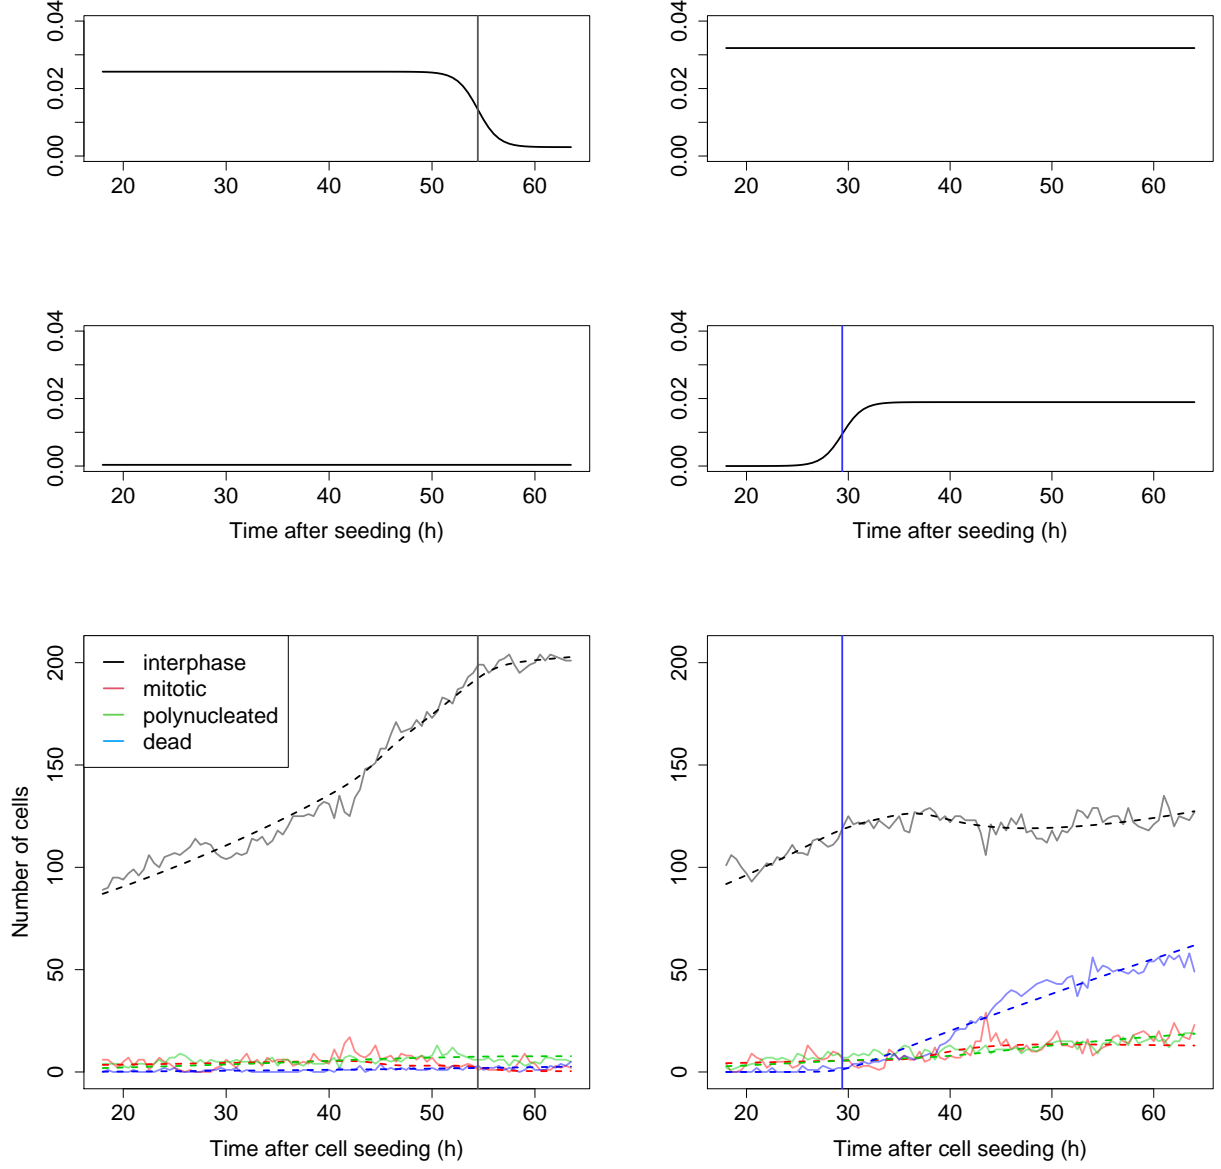 0.00 0.02 0.04
20 30 40 50 60
0.00 0.02 0.04
20 30 40 50 60
0.00 0.02 0.04
20 30 40 50 60
Time after seeding (h)
0.00 0.02 0.04
20 30 40 50 60
Time after seeding (h)
Number of cells
0 50 100 150 200
interphase
mitotic
polynucleated
dead
20 30 40 50 60
Time after cell seeding (h)
0 50 100 150 200
20 30 40 50 60
Time after cell seeding (h)